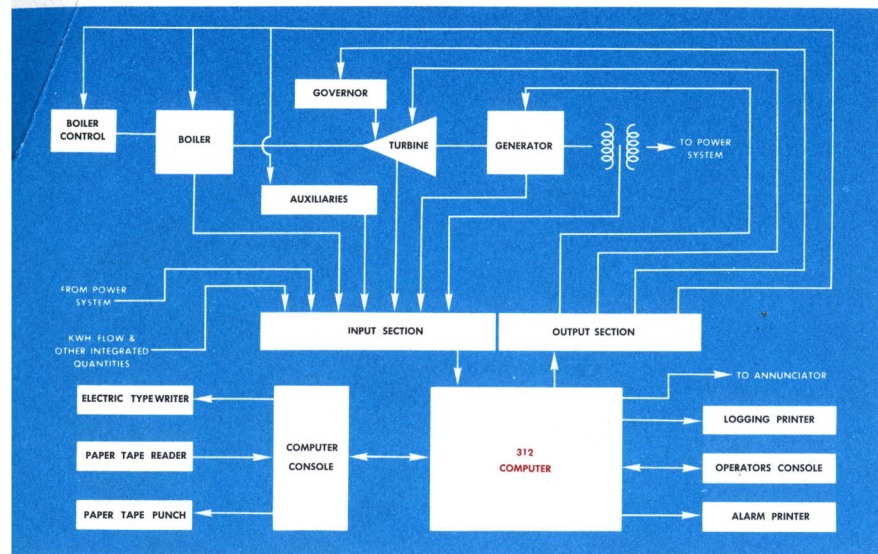 GOVERNOR
BOILER
CONTROL
BOILER
TURBINE
GENERATOR
TO POWER
SYSTEM
AUXILIARIES
FROM POWER
SYSTEM
INPUT SECTION
OUTPUT SECTION
KWH FLOW &
OTHER INTEGRATED
QUANTITIES
TO ANNUNCIATOR
ELECTRIC TYPEWRITER
LOGGING PRINTER
COMPUTER
CONSOLE
312
COMPUTER
PAPER TAPE READER
OPERATORS CONSOLE
PAPER TAPE PUNCH
ALARM PRINTER